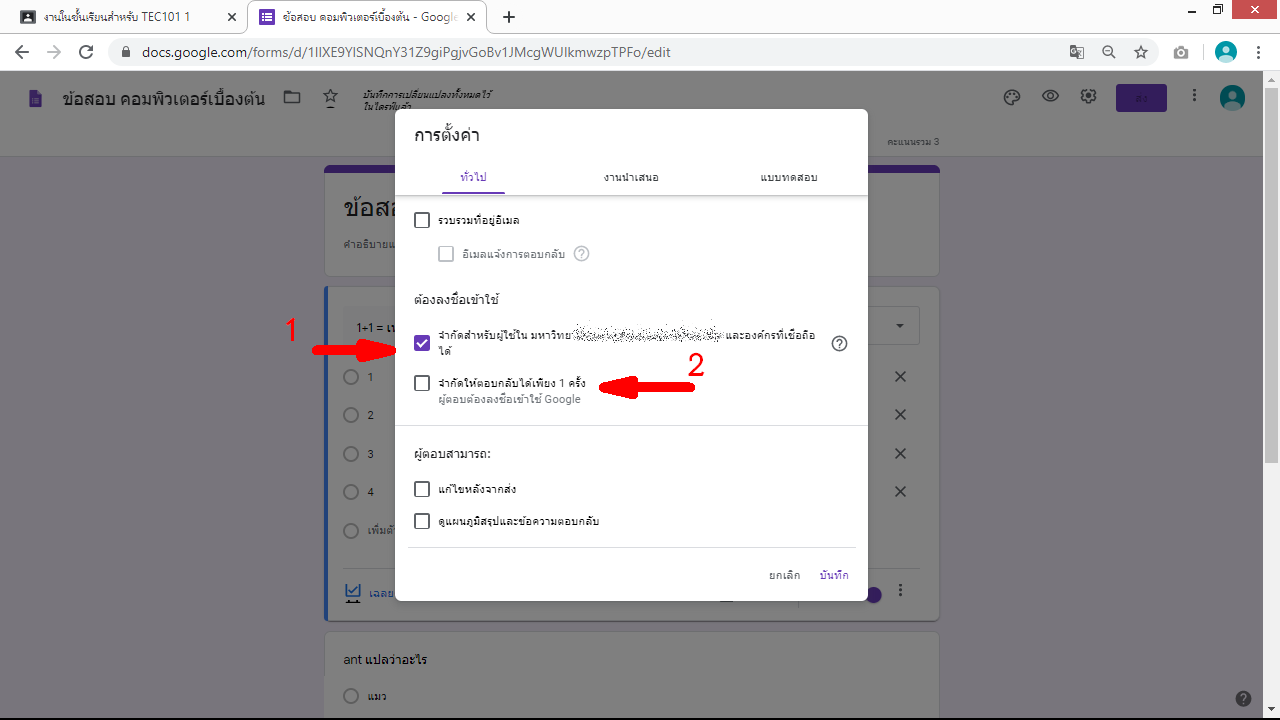 งานในชั้นเรียนสำหรับ TEC101 1
ข้อสอบ คอมพิวเตอร์เบื้องต้น - Google
docs.google.com/forms/d/1IIXE9YlSNQnY31Z9giPgjvGoBv1JMcgWUIkmwzpTPFo/edit
ข้อสอบ คอมพิวเตอร์เบื้องต้น
บันทึกการเปลี่ยนแปลงทั้งหมดไว้
ในไดรฟ์แล้ว
ส่ง
คะแนนรวม 3
การตั้งค่า
ทั่วไป งานนำเสนอ แบบทดสอบ
รวบรวมที่อยู่อีเมล
อีเมลแจ้งการตอบกลับ
ต้องลงชื่อเข้าใช้
1
จำกัดสำหรับผู้ใช้ใน มหาวิทยา และองค์กรที่เชื่อถือ
ได้
2
จำกัดให้ตอบกลับได้เพียง 1 ครั้ง
ผู้ตอบต้องลงชื่อเข้าใช้ Google
ผู้ตอบสามารถ:
แก้ไขหลังจากส่ง
ดูแผนภูมิสรุปและข้อความตอบกลับ
ยกเลิก บันทึก
ข้อสอ
คำอธิบายแ
1+1 = เท
1
2
3
4
เพิ่มตั
เฉลย
ant แปลว่าอะไร
แมว